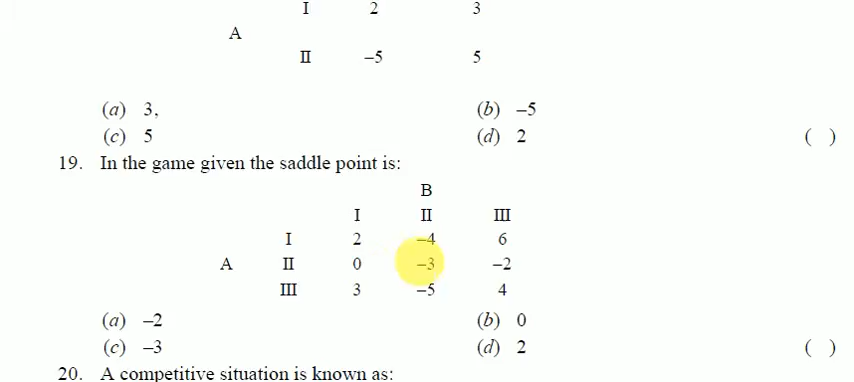 I 2 3
A
II –5 5
(a) 3, (b) –5
(c) 5 (d) 2 ( )
19. In the game given the saddle point is:
B
I II III
I 2 –4 6
A II 0 –3 –2
III 3 –5 4
(a) –2 (b) 0
(c) –3 (d) 2 ( )
20. A competitive situation is known as: